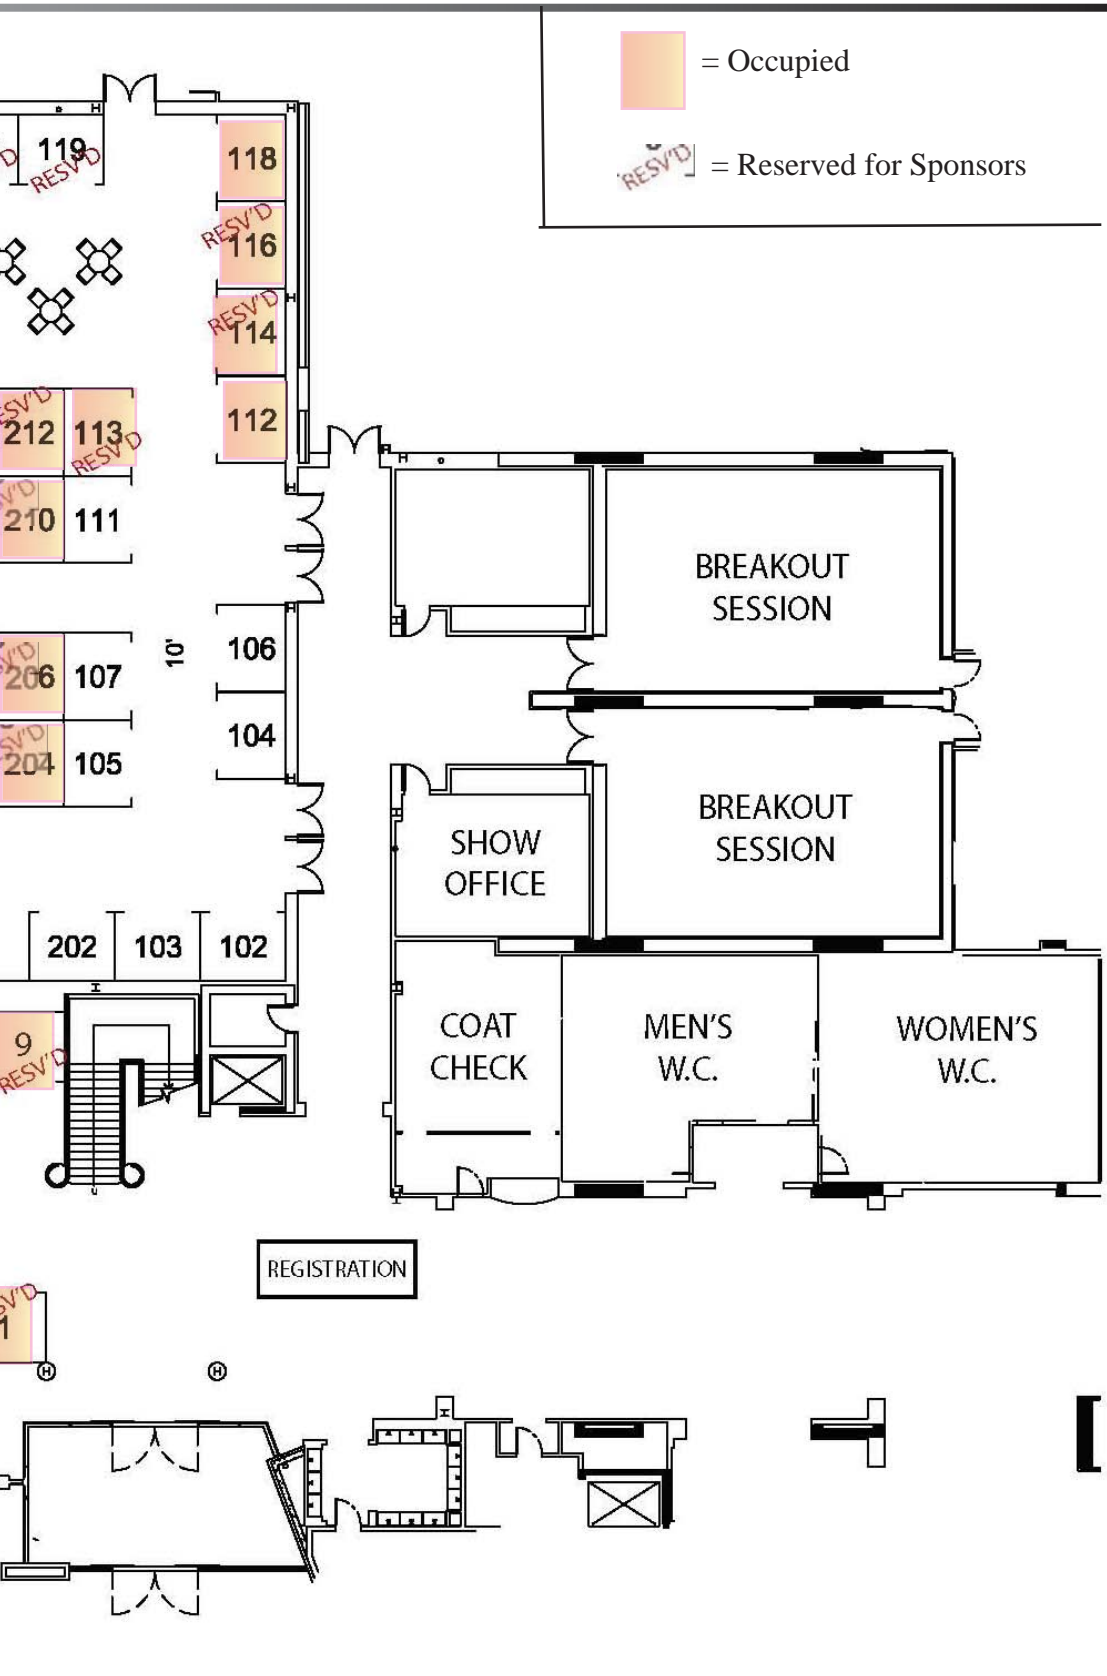 = Occupied
RESV'D = Reserved for Sponsors
119
RESV'D
118
RESV'D
116
RESV'D
114
112
212
113
RESV'D
210
111
106
206
107
10'
104
204
105
202
103
102
9
RESV'D
1
BREAKOUT
SESSION
BREAKOUT
SESSION
SHOW
OFFICE
COAT
CHECK
MEN'S
W.C.
WOMEN'S
W.C.
REGISTRATION
H
H